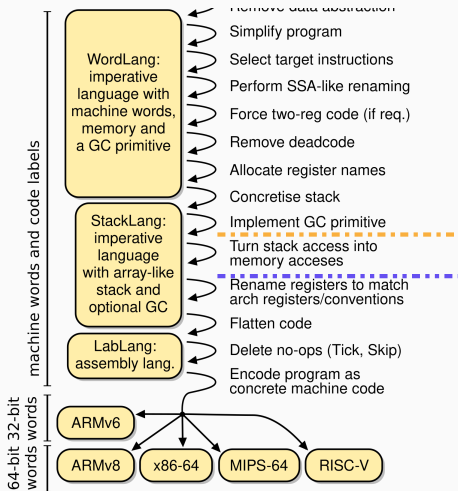 Remove data abstraction
WordLang:
imperative
language with
machine words,
memory and
a GC primitive
Simplify program
Select target instructions
Perform SSA-like renaming
Force two-reg code (if req.)
Remove deadcode
Allocate register names
Concretise stack
StackLang:
imperative
language
with array-like
stack and
optional GC
Implement GC primitive
Turn stack access into
memory acceses
Rename registers to match
arch registers/conventions
Flatten code
LabLang:
assembly lang.
Delete no-ops (Tick, Skip)
Encode program as
concrete machine code
machine words and code labels
32-bit
words
ARMv6
64-bit
words
ARMv8
x86-64
MIPS-64
RISC-V